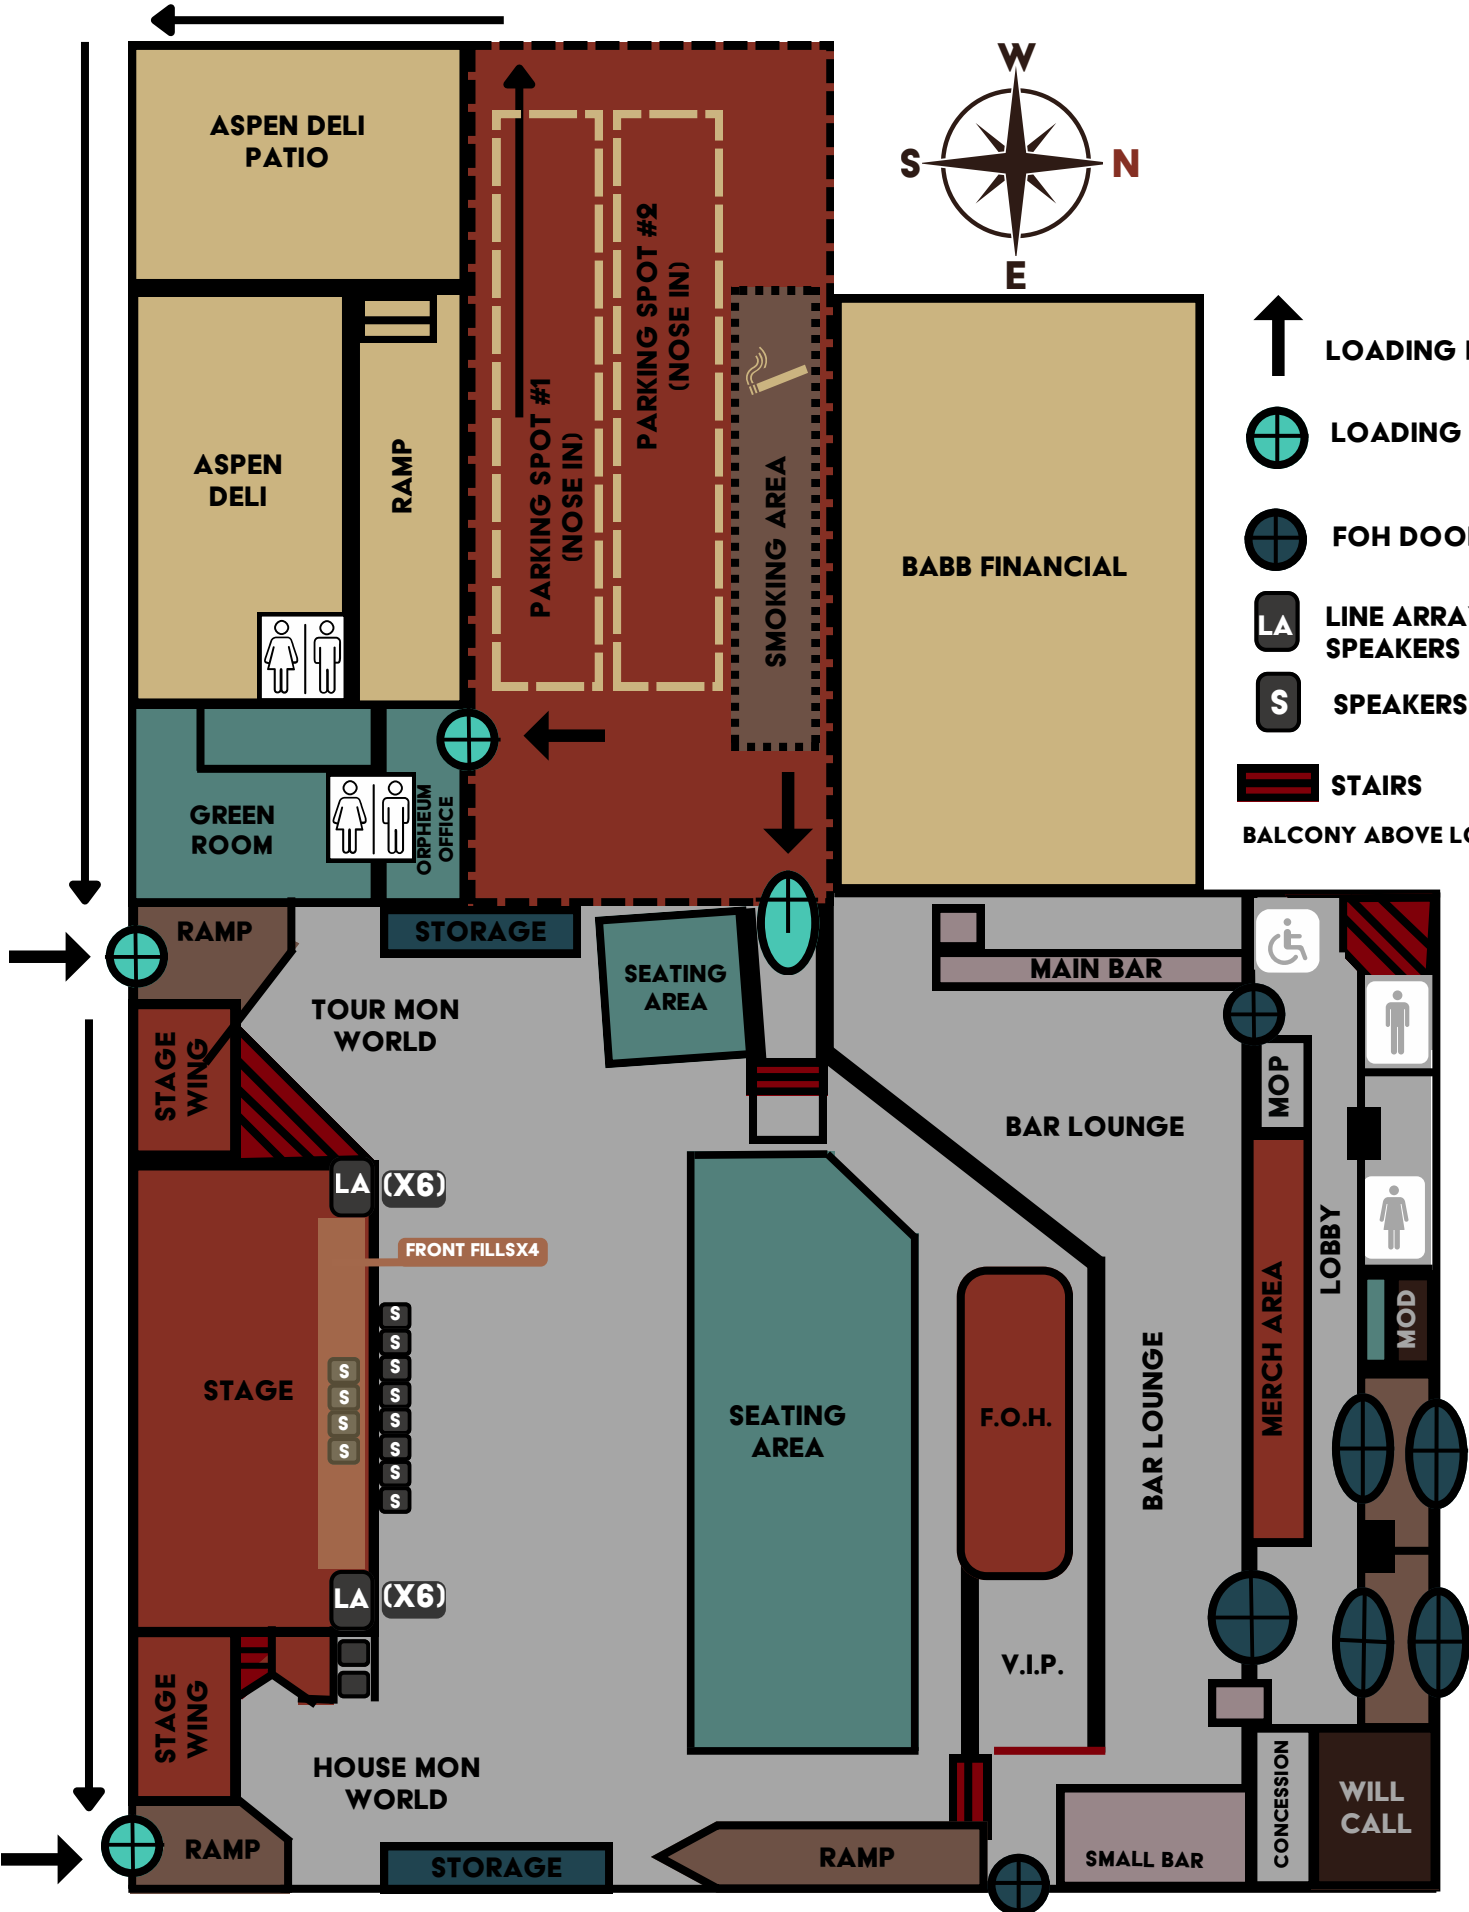 W
S
N
E
ASPEN DELI
PATIO
ASPEN
DELI
RAMP
PARKING SPOT #1
(NOSE IN)
PARKING SPOT #2
(NOSE IN)
SMOKING AREA
BABB FINANCIAL
LOADING
LOADING
FOH DOO
LA
LINE ARRA
SPEAKERS
S
SPEAKERS
STAIRS
BALCONY ABOVE LO
GREEN
ROOM
ORPHEUM
OFFICE
RAMP
STORAGE
SEATING
AREA
MAIN BAR
TOUR MON
WORLD
STAGE
WING
MOP
BAR LOUNGE
LA
(X6)
FRONT FILLSX4
LOBBY
MERCH AREA
MOD
S
S
S
S
S
S
S
S
S
S
S
S
STAGE
SEATING
AREA
F.O.H.
BAR LOUNGE
LA
(X6)
V.I.P.
STAGE
WING
HOUSE MON
WORLD
RAMP
STORAGE
RAMP
SMALL BAR
CONCESSION
WILL
CALL